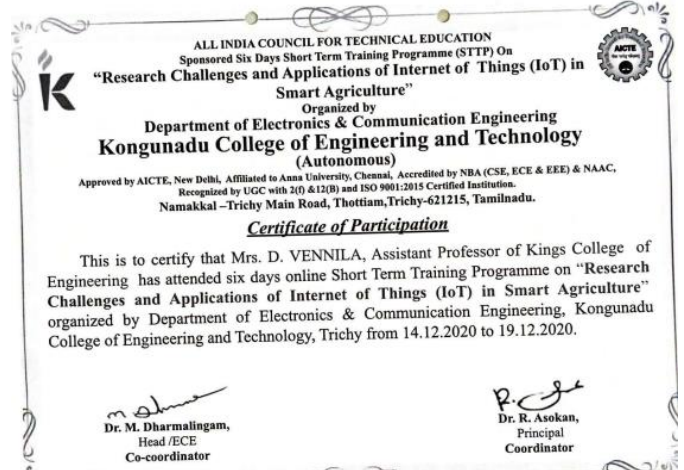 ALL INDIA COUNCIL FOR TECHNICAL EDUCATION
Sponsored Six Days Short Term Training Programme (STTP) On
“Research Challenges and Applications of Internet of Things (IoT) in
Smart Agriculture”
Organized by
Department of Electronics & Communication Engineering
Kongunadu College of Engineering and Technology
(Autonomous)
Approved by AICTE, New Delhi, Affiliated to Anna University, Chennai, Accredited by NBA (CSE, ECE & EEE) & NAAC,
Recognized by UGC with 2(f) &12(B) and ISO 9001:2015 Certified Institution.
Namakkal –Trichy Main Road, Thottiam,Trichy-621215, Tamilnadu.
Certificate of Participation
This is to certify that Mrs. D. VENNILA, Assistant Professor of Kings College of
Engineering has attended six days online Short Term Training Programme on “Research
Challenges and Applications of Internet of Things (IoT) in Smart Agriculture”
organized by Department of Electronics & Communication Engineering, Kongunadu
College of Engineering and Technology, Trichy from 14.12.2020 to 19.12.2020.
Dr. M. Dharmalingam,
Head /ECE
Co-coordinator
Dr. R. Asokan,
Principal
Coordinator
K
AICTE